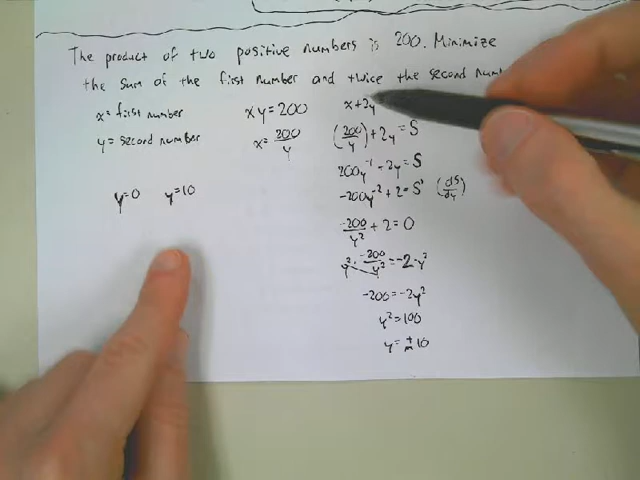 The product of two positive numbers is 200. Minimize
the sum of the first number and twice the second
x = first number
y = second number
y=0 y=10
xy = 200
x = 200/y
x+2y
(200/y) + 2y = S
200y⁻¹ + 2y = S
-200y⁻² + 2 = S' (dS/dy)
-200/y² + 2 = 0
y² · -200/y² = -2 · y²
-200 = -2y²
y² = 100
y = ± 10